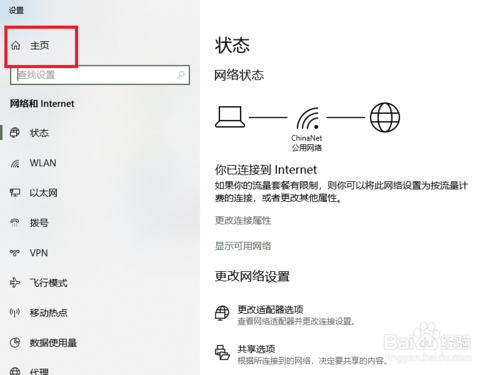 设置
主页
查找设置
网络和 Internet
状态
WLAN
以太网
拨号
VPN
飞行模式
移动热点
数据使用量
代理
状态
网络状态
ChinaNet
公用网络
你已连接到 Internet
如果你的流量套餐有限制，则你可以将此网络设置为按流量计
费的连接，或者更改其他属性。
更改连接属性
显示可用网络
更改网络设置
更改适配器选项
查看网络适配器并更改连接设置。
共享选项
根据所连接到的网络，决定要共享的内容。
Baidu 经验
jingyan.baidu.com